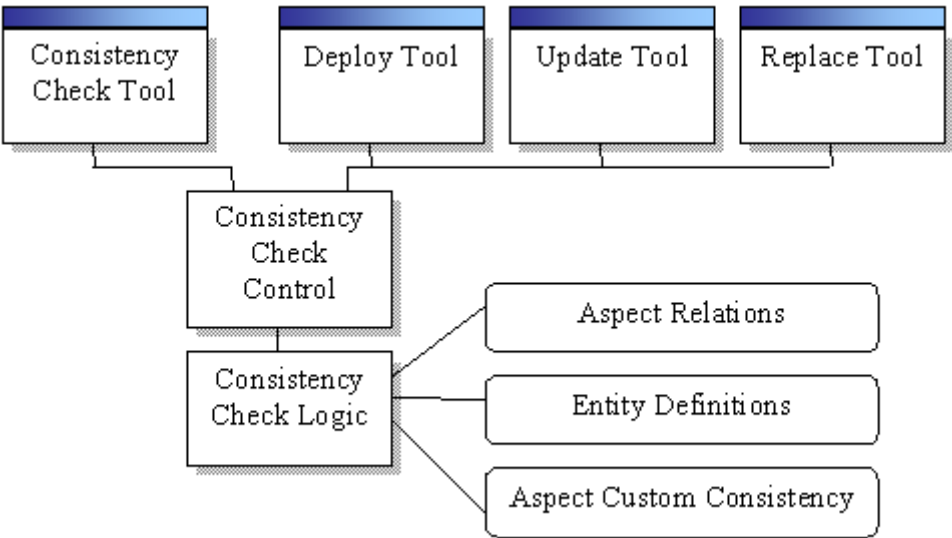 Consistency
Check Tool
Deploy Tool
Update Tool
Replace Tool
Consistency
Check
Control
Consistency
Check Logic
Aspect Relations
Entity Definitions
Aspect Custom Consistency